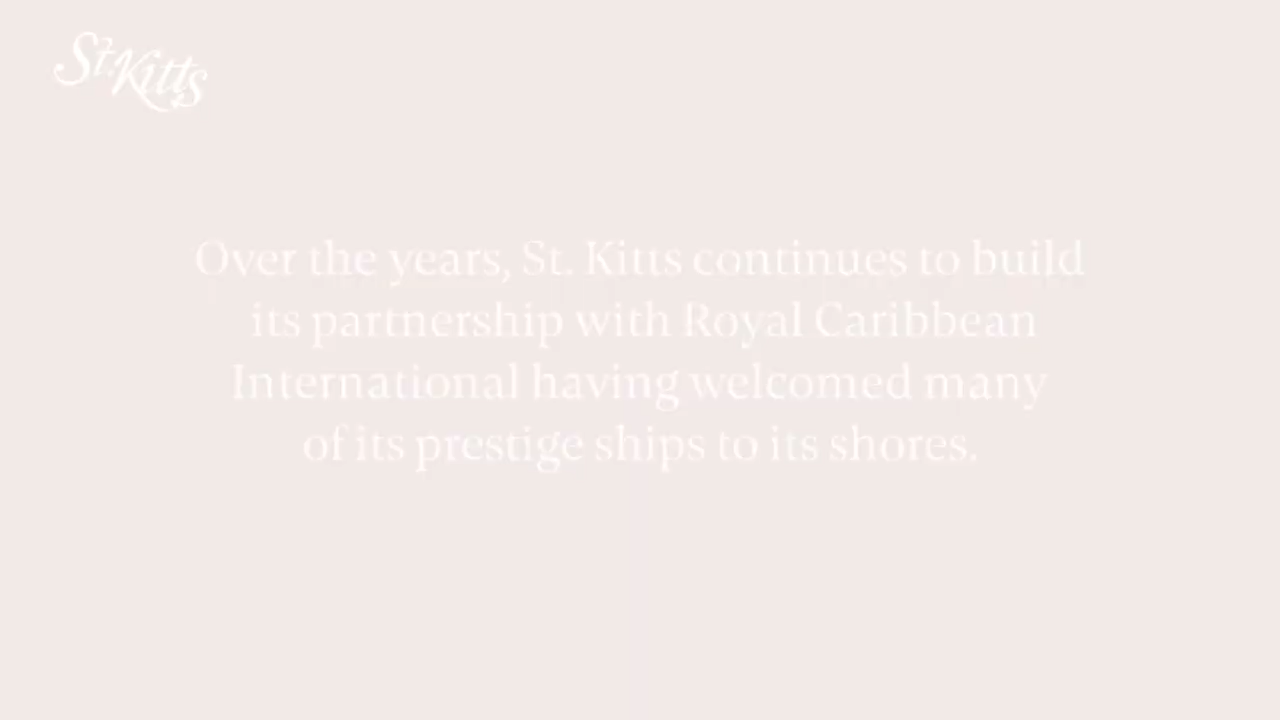 St. Kitts
Over the years, St. Kitts continues to build
its partnership with Royal Caribbean
International having welcomed many
of its prestige ships to its shores.